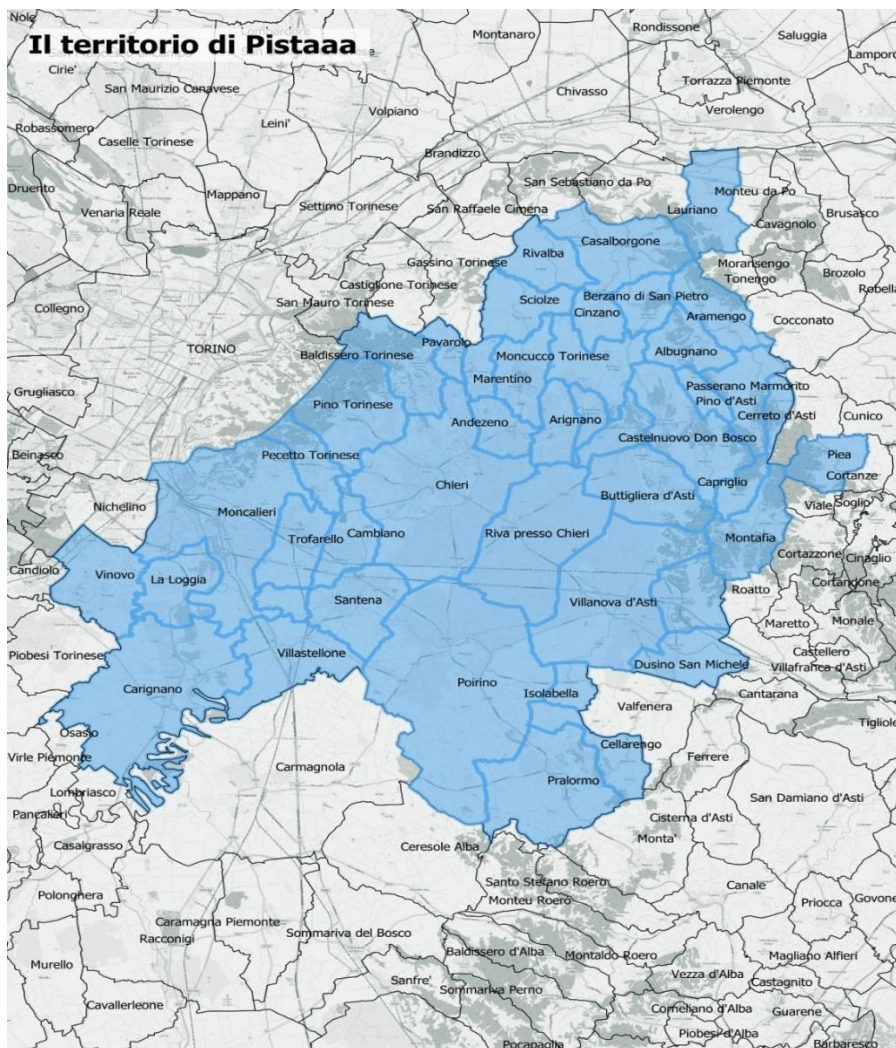 Il territorio di Pistaaa
Nole
Montanaro
Rondissone
Saluggia
Lamporo
Cirie'
San Maurizio Canavese
Chivasso
Torrazza Piemonte
Verolengo
Volpiano
Leini'
Robassomero
Caselle Torinese
Brandizzo
Druento
Mappano
San Sebastiano da Po
Monteu da Po
Venaria Reale
Settimo Torinese
San Raffaele Cimena
Lauriano
Brusasco
Cavagnolo
Casalborgone
Rivalba
Gassino Torinese
Moransengo
Tonengo
Brozolo
Robella
Castiglione Torinese
Collegno
San Mauro Torinese
Sciolze
Berzano di San Pietro
Cinzano
Aramengo
Cocconato
TORINO
Pavarolo
Baldissero Torinese
Moncucco Torinese
Albugnano
Grugliasco
Marentino
Passerano Marmorito
Pino d'Asti
Pino Torinese
Cerreto d'Asti
Cunico
Andezeno
Arignano
Castelnuovo Don Bosco
Beinasco
Pecetto Torinese
Piea
Chieri
Capriglio
Cortanze
Buttigliera d'Asti
Nichelino
Viale
Soglio
Moncalieri
Trofarello
Cambiano
Riva presso Chieri
Montafia
Cortazzone
Cinaglio
Candiolo
Vinovo
La Loggia
Cortandone
Roatto
Santena
Villanova d'Asti
Maretto
Monale
Piobesi Torinese
Villastellone
Castellero
Dusino San Michele
Villafranca d'Asti
Carignano
Poirino
Isolabella
Cantarana
Valfenera
Tigliole
Osasio
Cellarengo
Virle Piemonte
Ferrere
Carmagnola
Pralormo
Lombriasco
San Damiano d'Asti
Pancalieri
Cisterna d'Asti
Monta'
Casalgrasso
Ceresole Alba
Santo Stefano Roero
Canale
Polonghera
Monteu Roero
Priocca
Govone
Caramagna Piemonte
Racconigi
Sommariva del Bosco
Baldissero d'Alba
Montaldo Roero
Magliano Alfieri
Murello
Sanfre'
Vezza d'Alba
Castagnito
Sommariva Perno
Cavallerleone
Corneliano d'Alba
Guarene
Piobesi d'Alba
Pocapaglia
Barbaresco